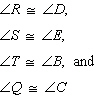 ∠R ≅ ∠D,
∠S ≅ ∠E,
∠T ≅ ∠B, and
∠Q ≅ ∠C